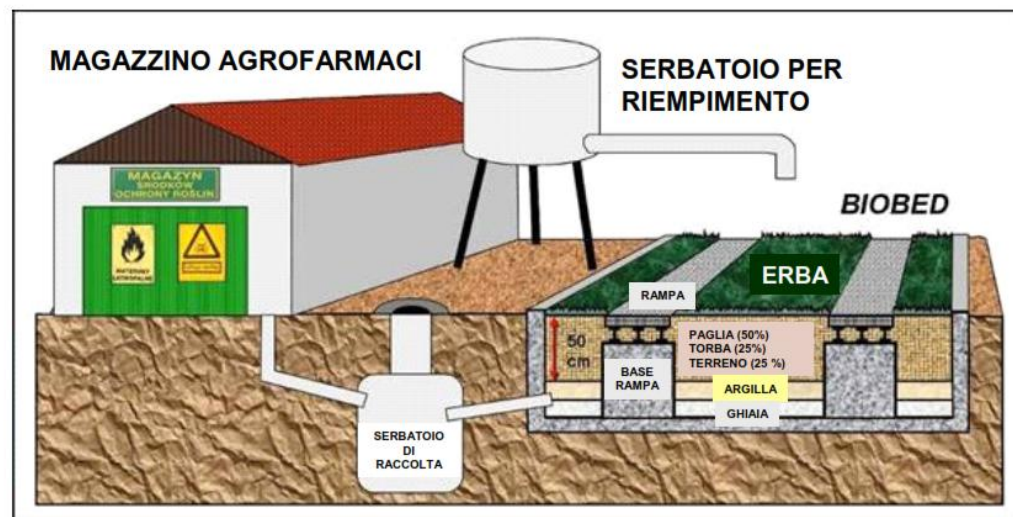 MAGAZZINO AGROFARMACI
SERBATOIO PER
RIEMPIMENTO
MAGAZYN
ŚRODKÓW
OCHRONY ROŚLIN
BIOBED
ERBA
RAMPA
50
cm
PAGLIA (50%)
TORBA (25%)
TERRENO (25 %)
BASE
RAMPA
ARGILLA
GHIAIA
SERBATOIO
DI
RACCOLTA